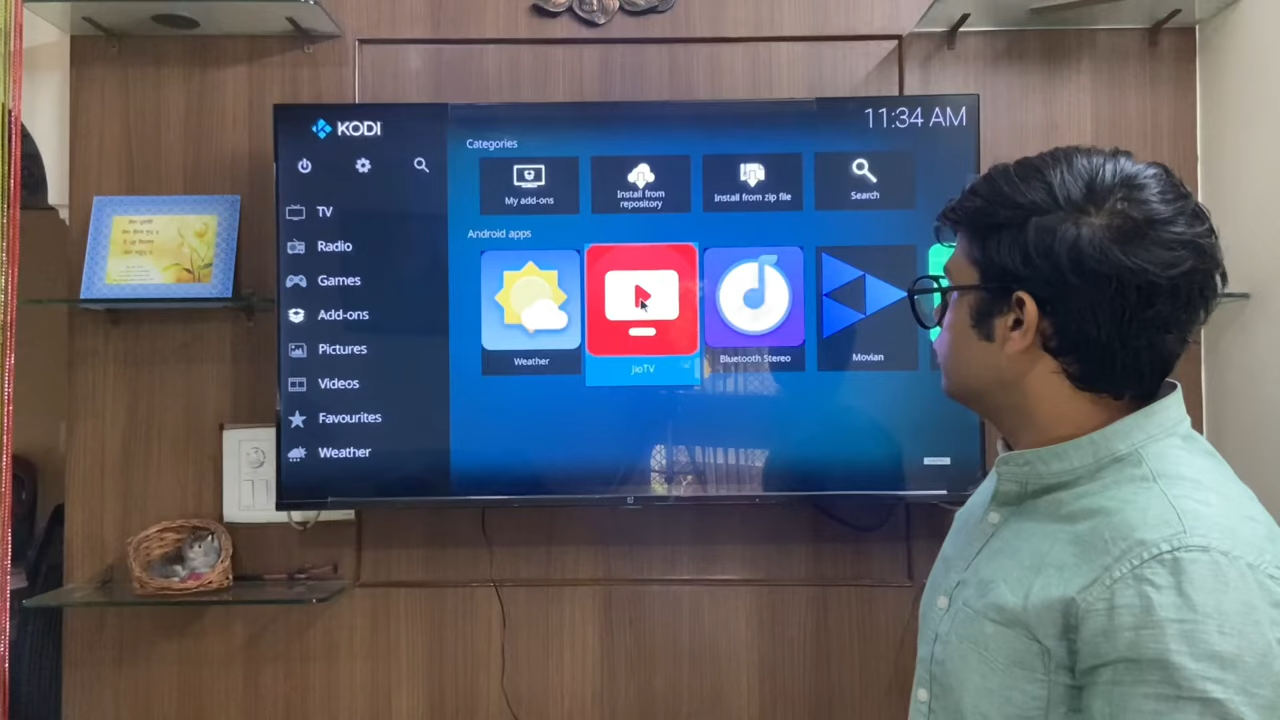 KODI
11:34 AM
TV
Radio
Games
Add-ons
Pictures
Videos
Favourites
Weather
Categories
My add-ons
Install from
repository
Install from zip file
Search
Android apps
Weather
JioTV
Bluetooth Stereo
Movian